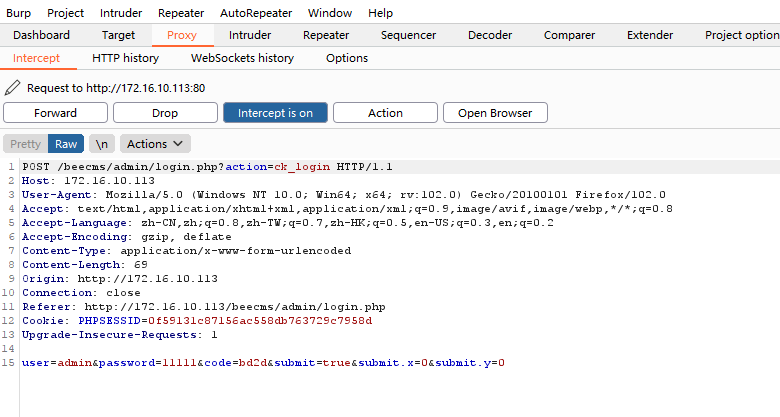 Burp Project Intruder Repeater AutoRepeater Window Help
Dashboard Target Proxy Intruder Repeater Sequencer Decoder Comparer Extender Project option
Intercept HTTP history WebSockets history Options
Request to http://172.16.10.113:80
Forward Drop Intercept is on Action Open Browser
Pretty Raw \n Actions
1 POST /beecms/admin/login.php?action=ck_login HTTP/1.1
2 Host: 172.16.10.113
3 User-Agent: Mozilla/5.0 (Windows NT 10.0; Win64; x64; rv:102.0) Gecko/20100101 Firefox/102.0
4 Accept: text/html,application/xhtml+xml,application/xml;q=0.9,image/avif,image/webp,*/*;q=0.8
5 Accept-Language: zh-CN,zh;q=0.8,zh-TW;q=0.7,zh-HK;q=0.5,en-US;q=0.3,en;q=0.2
6 Accept-Encoding: gzip, deflate
7 Content-Type: application/x-www-form-urlencoded
8 Content-Length: 69
9 Origin: http://172.16.10.113
10 Connection: close
11 Referer: http://172.16.10.113/beecms/admin/login.php
12 Cookie: PHPSESSID=0f59131c87156ac558db763729c7958d
13 Upgrade-Insecure-Requests: 1
14
15 user=admin&password=11111&code=bd2d&submit=true&submit.x=0&submit.y=0